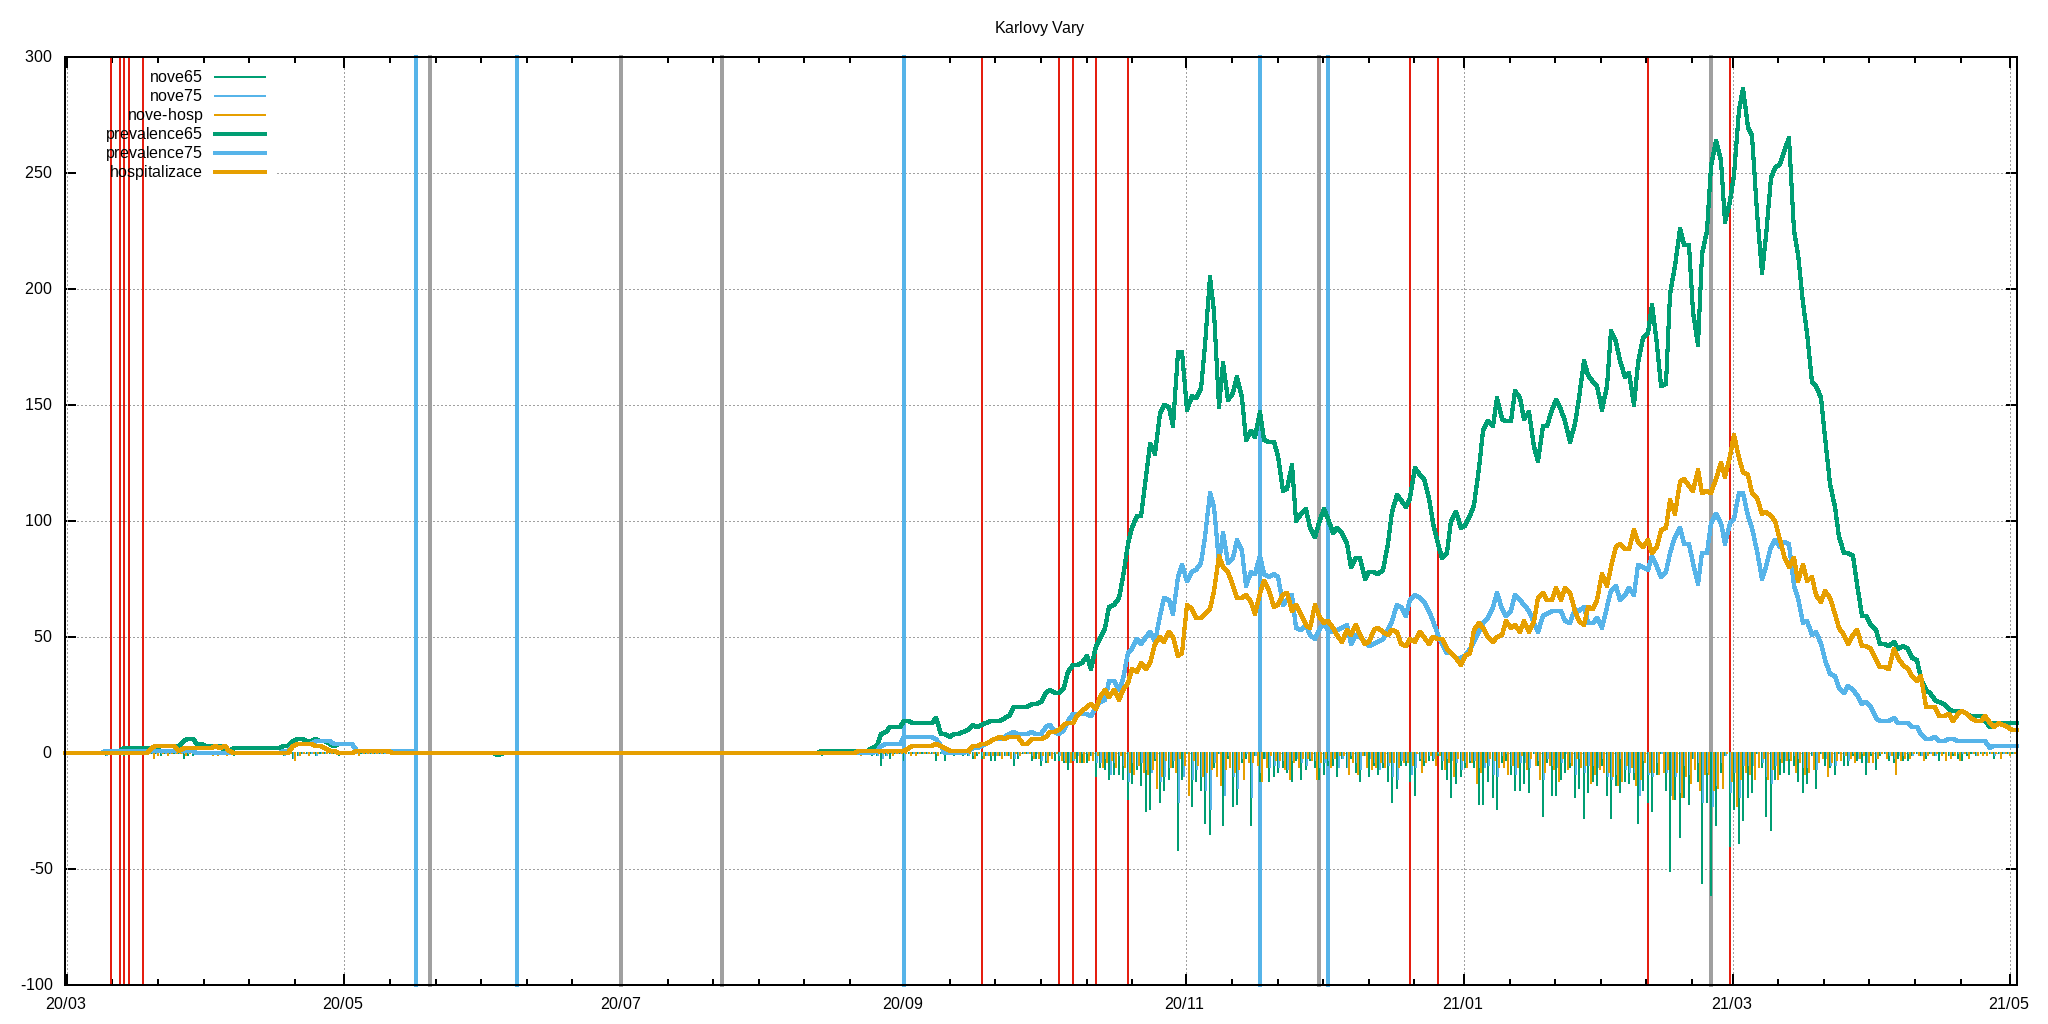 Karlovy Vary
300
250
200
150
100
50
0
-50
-100
nove65
nove75
nove-hosp
prevalence65
prevalence75
hospitalizace
20/03 20/05 20/07 20/09 20/11 21/01 21/03 21/05